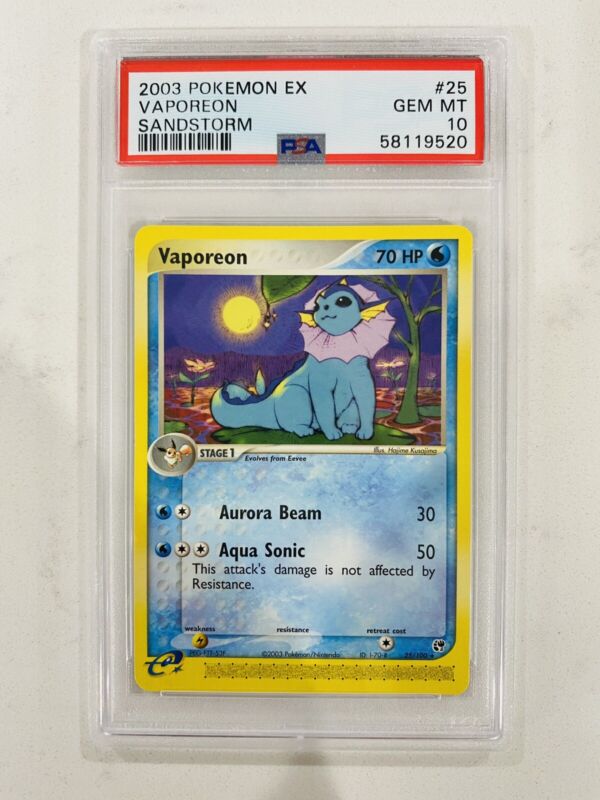 2003 POKEMON EX #25
VAPOREON GEM MT
SANDSTORM 10
PSA 58119520
Vaporeon 70 HP
STAGE 1 Evolves from Eevee
Illus. Hajime Kusajima
Aurora Beam 30
Aqua Sonic 50
This attack's damage is not affected by
Resistance.
weakness resistance retreat cost
©2003 Pokémon/Nintendo 25/100
e